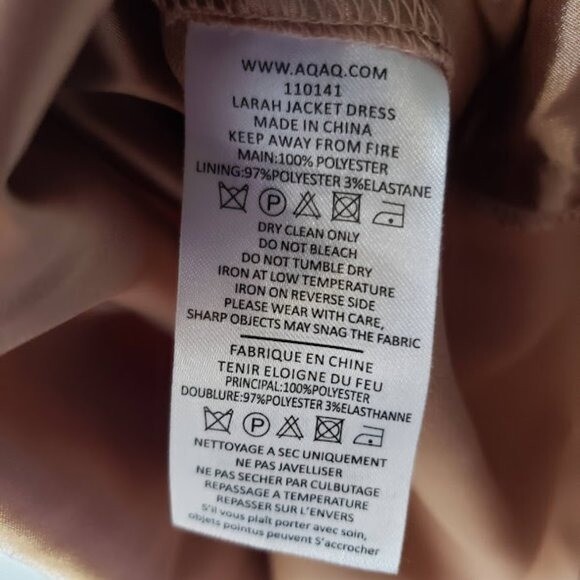 WWW.AQAQ.COM
110141
LARAH JACKET DRESS
MADE IN CHINA
KEEP AWAY FROM FIRE
MAIN:100% POLYESTER
LINING:97%POLYESTER 3%ELASTANE
P
DRY CLEAN ONLY
DO NOT BLEACH
DO NOT TUMBLE DRY
IRON AT LOW TEMPERATURE
IRON ON REVERSE SIDE
PLEASE WEAR WITH CARE,
SHARP OBJECTS MAY SNAG THE FABRIC
FABRIQUE EN CHINE
TENIR ELOIGNE DU FEU
PRINCIPAL:100%POLYESTER
DOUBLURE:97%POLYESTER 3%ELASTHANNE
P
NETTOYAGE A SEC UNIQUEMENT
NE PAS JAVELLISER
NE PAS SECHER PAR CULBUTAGE
REPASSAGE A TEMPERATURE
REPASSER SUR L'ENVERS
S'il vous plaît porter avec soin,
objets pointus peuvent S'accrocher